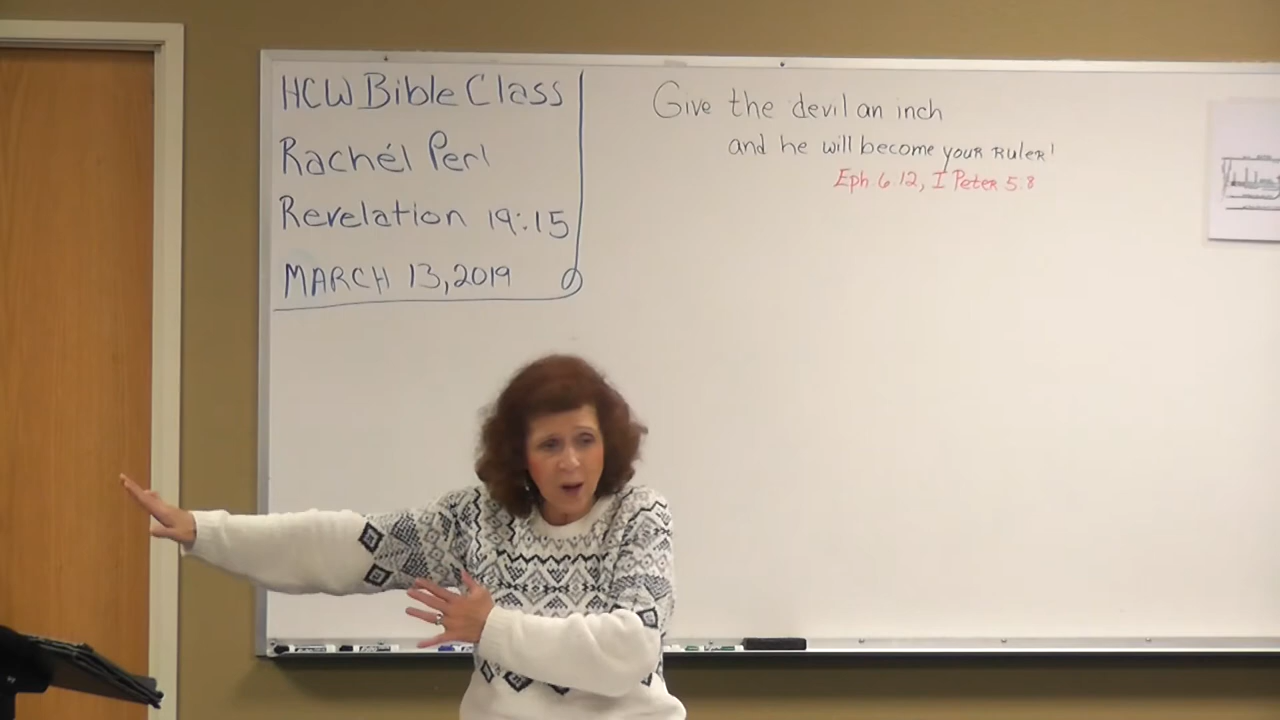 HCW Bible Class
Rachél Perl
Revelation 19:15
MARCH 13, 2019
Give the devil an inch
and he will become your RULER!
Eph. 6:12, I Peter 5:8